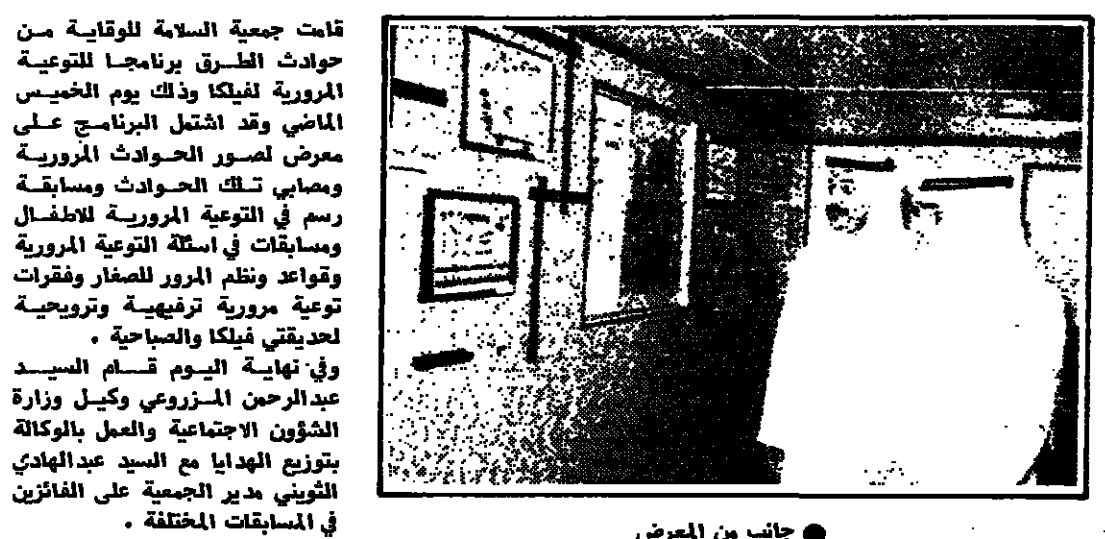 قامت جمعية السلامة للوقاية من
حوادث الطرق برنامجا للتوعية
المرورية لفيلكا وذلك يوم الخميس
الماضي وقد اشتمل البرنامج على
معرض لصور الحوادث المرورية
ومصابي تلك الحوادث ومسابقة
رسم في التوعية المرورية للاطفال
ومسابقات في اسئلة التوعية المرورية
وقواعد ونظم المرور للصغار وفقرات
توعية مرورية ترفيهية وترويحية
لحديقتي فيلكا والصباحية .
وفي نهاية اليوم قام السيد
عبدالرحمن المزروعي وكيل وزارة
الشؤون الاجتماعية والعمل بالوكالة
بتوزيع الهدايا مع السيد عبدالهادي
الثويني مدير الجمعية على الفائزين
في المسابقات المختلفة .
● جانب من المعرض